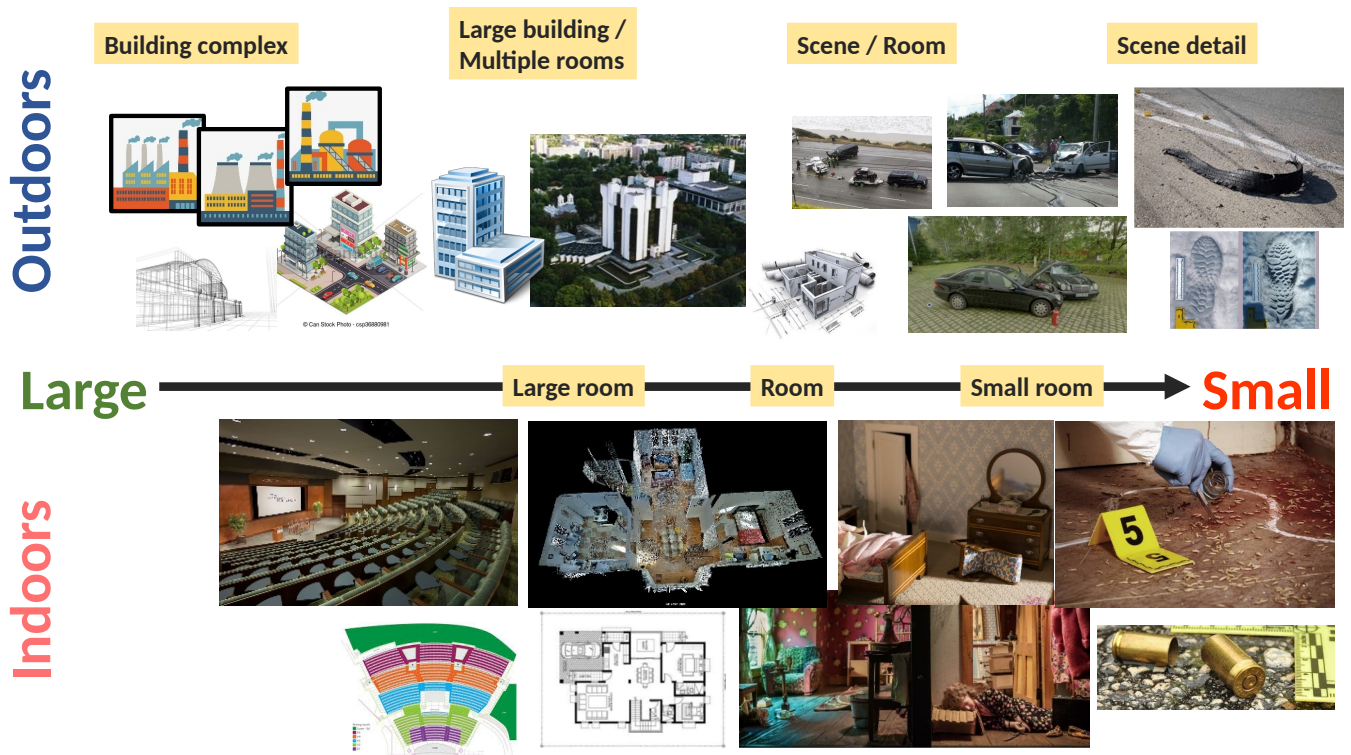 Outdoors
Building complex
Large building /
Multiple rooms
Scene / Room
Scene detail
© Can Stock Photo - csp36880981
Large
Large room
Room
Small room
Small
Indoors
5